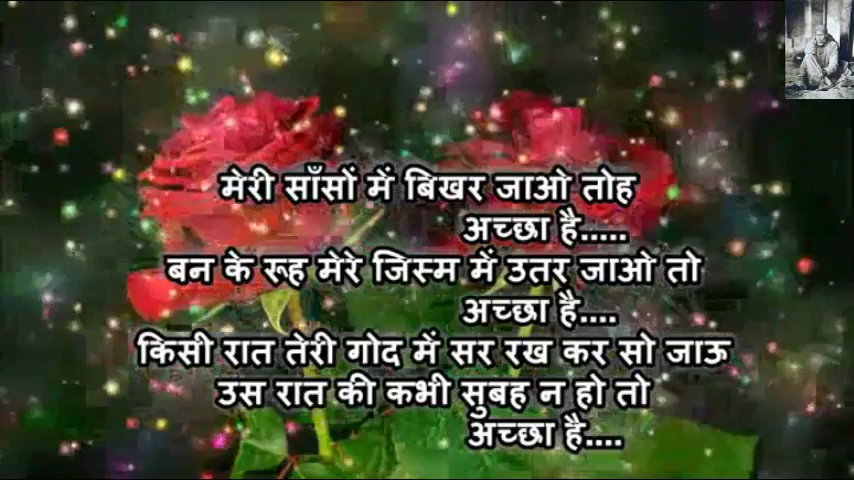 मेरी साँसों में बिखर जाओ तोह
अच्छा है.....
बन के रूह मेरे जिस्म में उतर जाओ तो
अच्छा है....
किसी रात तेरी गोद में सर रख कर सो जाऊ
उस रात की कभी सुबह न हो तो
अच्छा है....